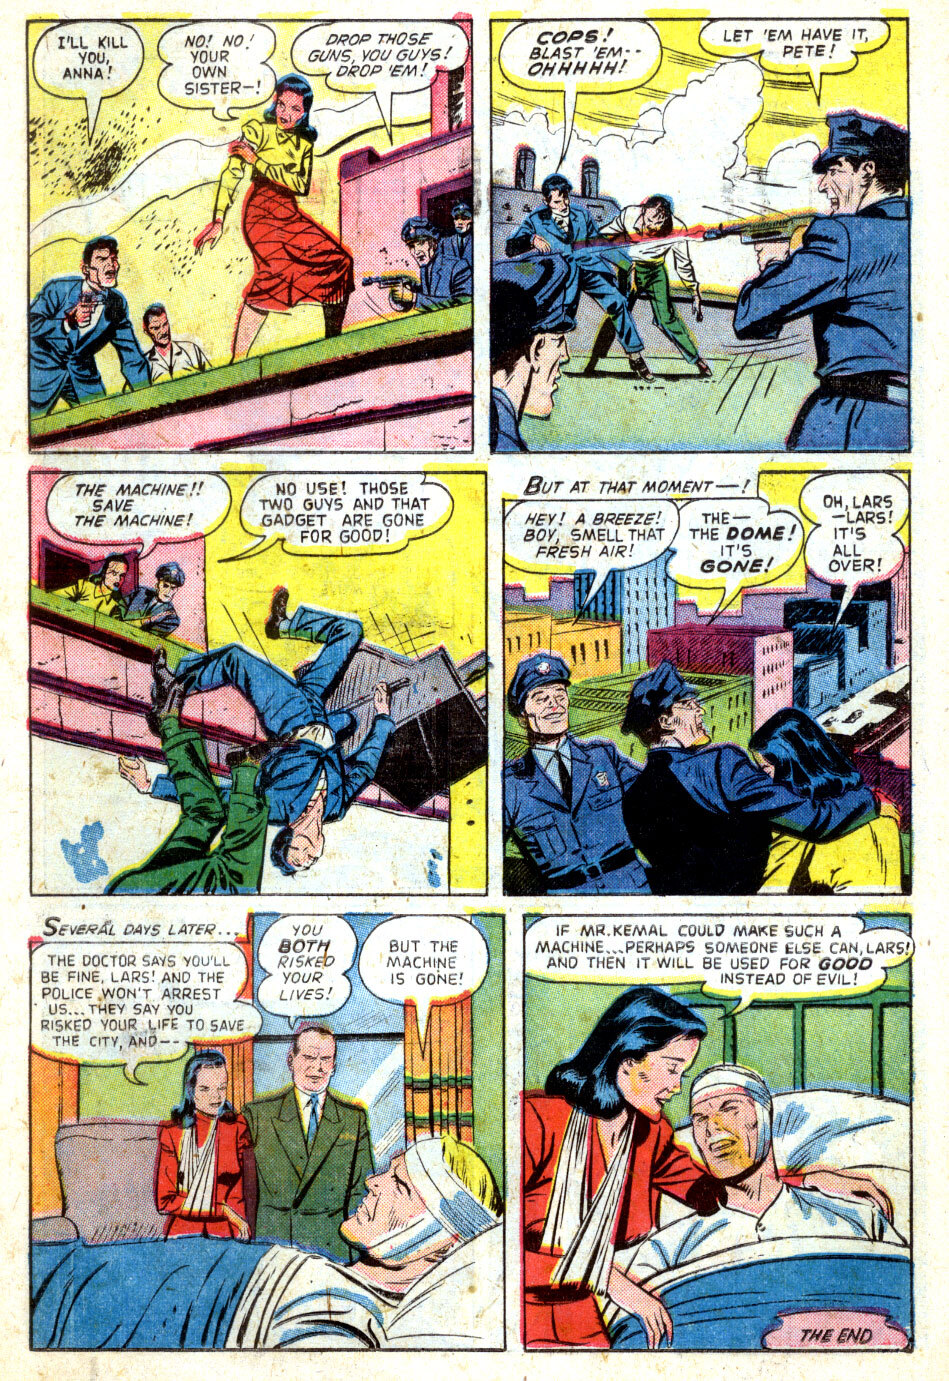 I'LL KILL
YOU,
ANNA!
NO! NO!
YOUR
OWN
SISTER—!
DROP THOSE
GUNS, YOU GUYS!
DROP 'EM!
COPS!
BLAST 'EM--
OHHHHH!
LET 'EM HAVE IT,
PETE!
THE MACHINE!!
SAVE
THE MACHINE!
NO USE! THOSE
TWO GUYS AND THAT
GADGET ARE GONE
FOR GOOD!
BUT AT THAT MOMENT—!
HEY! A BREEZE!
BOY, SMELL THAT
FRESH AIR!
THE—
THE DOME!
IT'S
GONE!
OH, LARS
—LARS!
IT'S
ALL
OVER!
SEVERAL DAYS LATER...
THE DOCTOR SAYS YOU'LL
BE FINE, LARS! AND THE
POLICE WON'T ARREST
US...THEY SAY YOU
RISKED YOUR LIFE TO SAVE
THE CITY, AND--
YOU
BOTH
RISKED
YOUR
LIVES!
BUT THE
MACHINE
IS GONE!
IF MR. KEMAL COULD MAKE SUCH A
MACHINE...PERHAPS SOMEONE ELSE CAN, LARS!
AND THEN IT WILL BE USED FOR GOOD
INSTEAD OF EVIL!
THE END